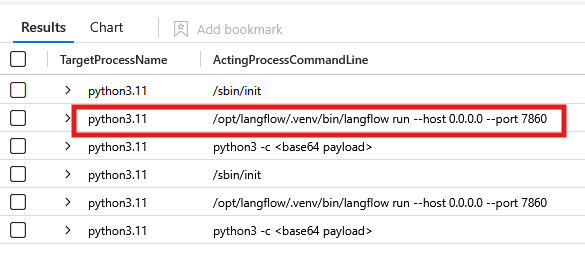 Results Chart Add bookmark
TargetProcessName ActingProcessCommandLine
python3.11 /sbin/init
python3.11 /opt/langflow/.venv/bin/langflow run --host 0.0.0.0 --port 7860
python3.11 python3 -c <base64 payload>
python3.11 /sbin/init
python3.11 /opt/langflow/.venv/bin/langflow run --host 0.0.0.0 --port 7860
python3.11 python3 -c <base64 payload>